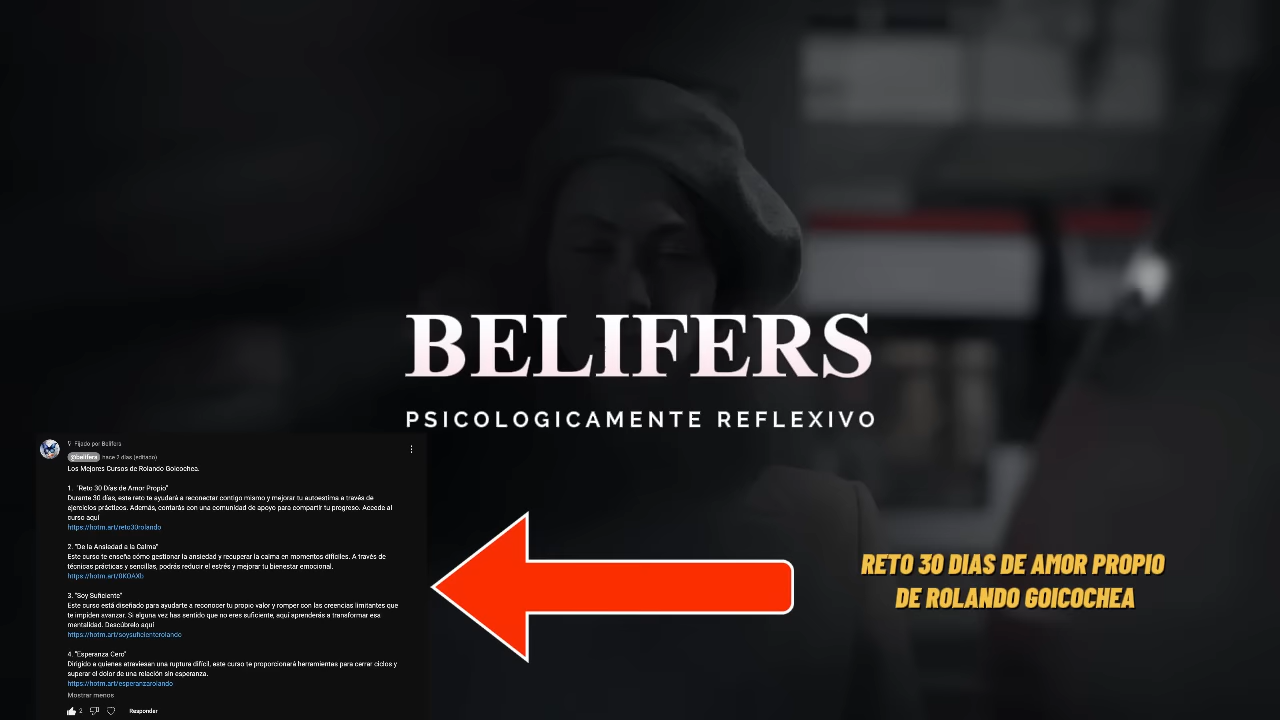 BELIFERS
PSICOLOGICAMENTE REFLEXIVO
Fijado por Belifers
@belifers hace 2 días (editado)
Los Mejores Cursos de Rolando Goicochea.
1. "Reto 30 Días de Amor Propio"
Durante 30 días, este reto te ayudará a reconectar contigo mismo y mejorar tu autoestima a través de
ejercicios prácticos. Además, contarás con una comunidad de apoyo para compartir tu progreso. Accede al
curso aquí
https://hotm.art/reto30rolando
2. "De la Ansiedad a la Calma"
Este curso te enseña cómo gestionar la ansiedad y recuperar la calma en momentos difíciles. A través de
técnicas prácticas y sencillas, podrás reducir el estrés y mejorar tu bienestar emocional.
https://hotm.art/0KOAXb
3. "Soy Suficiente"
Este curso está diseñado para ayudarte a reconocer tu propio valor y romper con las creencias limitantes que
te impiden avanzar. Si alguna vez has sentido que no eres suficiente, aquí aprenderás a transformar esa
mentalidad. Descúbrelo aquí
https://hotm.art/soysuficienterolando
4. "Esperanza Cero"
Dirigido a quienes atraviesan una ruptura difícil, este curso te proporcionará herramientas para cerrar ciclos y
superar el dolor de una relación sin esperanza.
https://hotm.art/esperanzarolando
Mostrar menos
2 Responder
RETO 30 DIAS DE AMOR PROPIO
DE ROLANDO GOICOCHEA